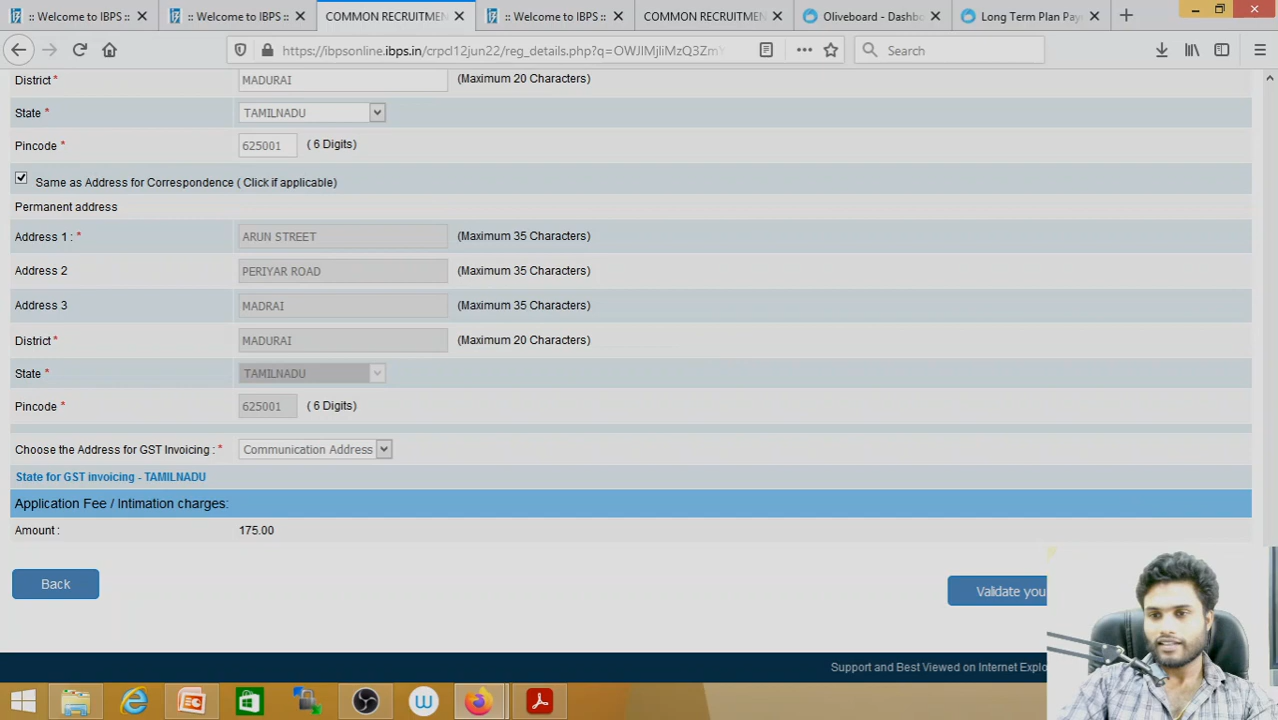 :: Welcome to IBPS ::
:: Welcome to IBPS ::
COMMON RECRUITMEN
:: Welcome to IBPS ::
COMMON RECRUITMEN
Oliveboard - Dashb
Long Term Plan Pay
https://ibpsonline.ibps.in/crpcl12jun22/reg_details.php?q=
Search
District * MADURAI (Maximum 20 Characters)
State * TAMILNADU
Pincode * 625001 ( 6 Digits)
Same as Address for Correspondence ( Click if applicable)
Permanent address
Address 1 : * ARUN STREET (Maximum 35 Characters)
Address 2 PERIYAR ROAD (Maximum 35 Characters)
Address 3 MADRAI (Maximum 35 Characters)
District * MADURAI (Maximum 20 Characters)
State * TAMILNADU
Pincode * 625001 ( 6 Digits)
Choose the Address for GST Invoicing : * Communication Address
State for GST invoicing - TAMILNADU
Application Fee / Intimation charges:
Amount : 175.00
Back
Validate you
Support and Best Viewed on Internet Explo